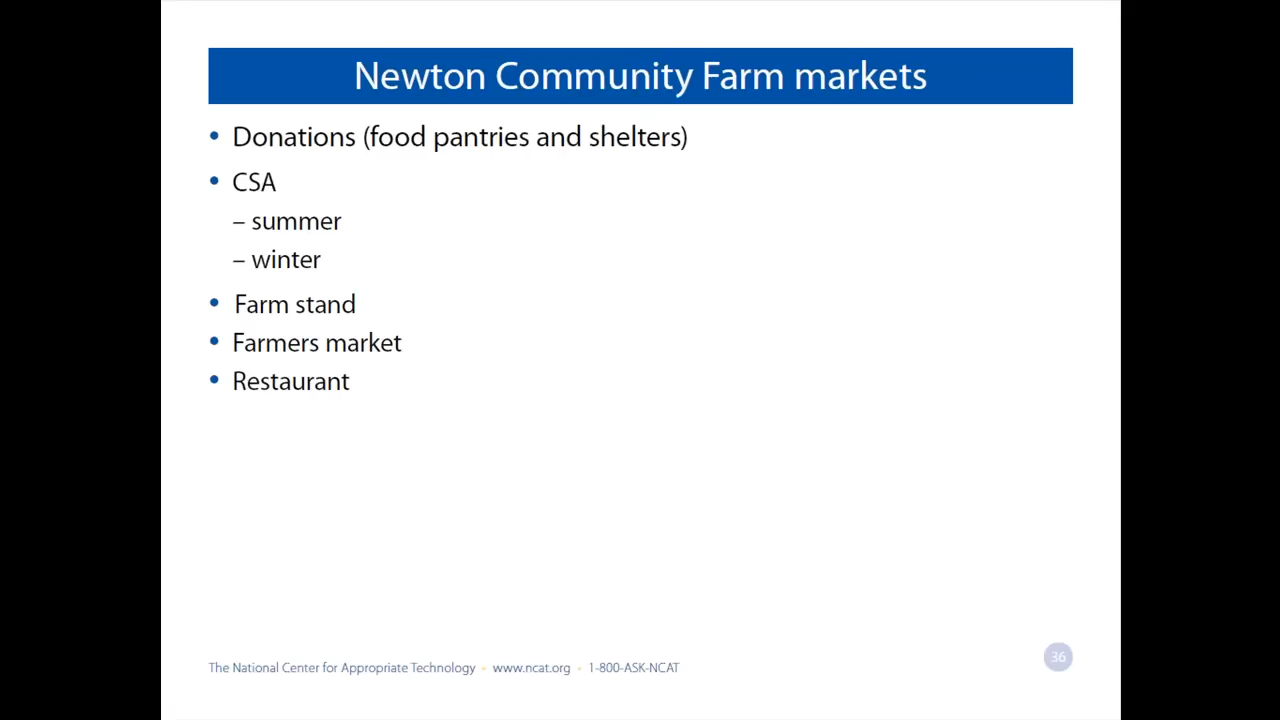 Newton Community Farm markets
• Donations (food pantries and shelters)
• CSA
– summer
– winter
• Farm stand
• Farmers market
• Restaurant
The National Center for Appropriate Technology • www.ncat.org • 1-800-ASK-NCAT
36